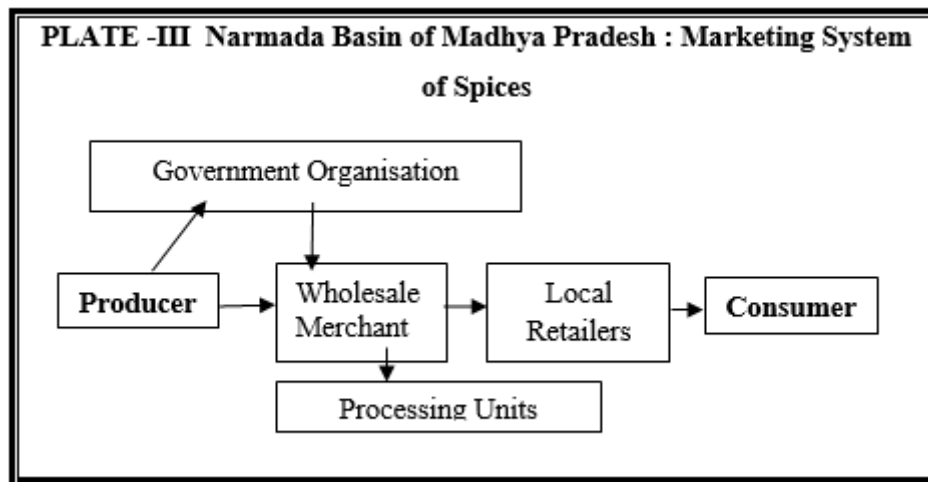 PLATE -III Narmada Basin of Madhya Pradesh : Marketing System
of Spices
Government Organisation
Producer
Wholesale
Merchant
Local
Retailers
Consumer
Processing Units